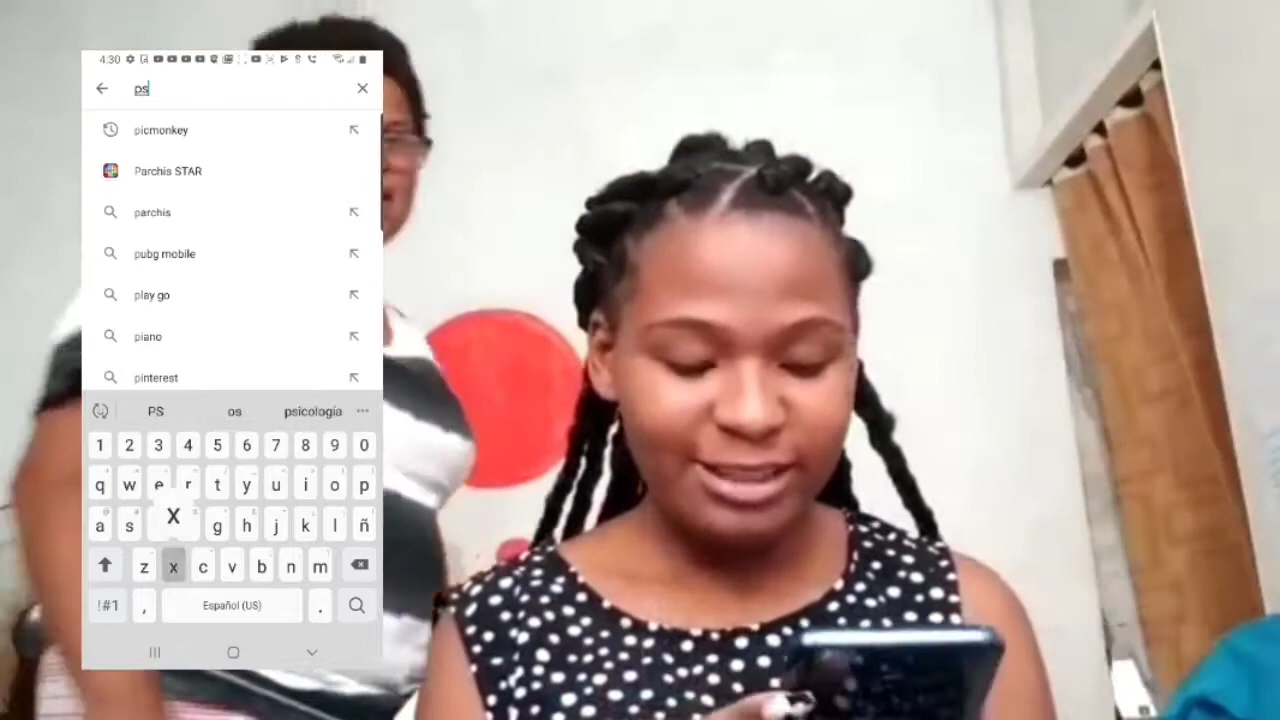 4:30
ps
picmonkey
Parchis STAR
parchis
pubg mobile
play go
piano
pinterest
PS os psicología
1 2 3 4 5 6 7 8 9 0
q w e r t y u i o p
a s X g h j k l ñ
z x c v b n m
!#1 , Español (US) .